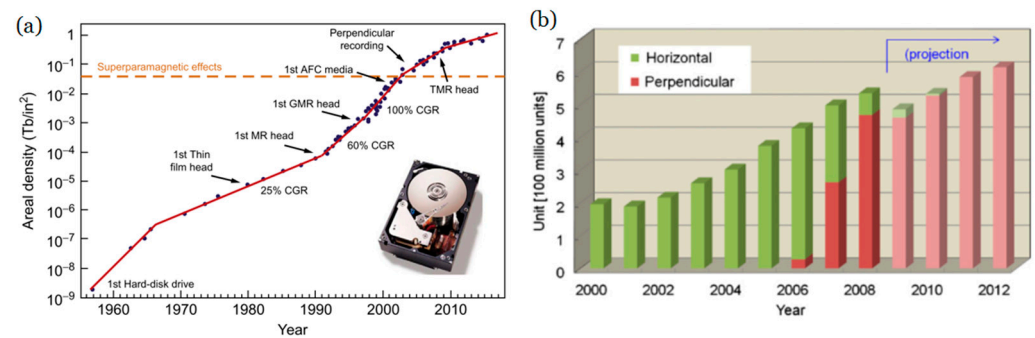 (a)
Areal density (Tb/in²)
1
10⁻¹
10⁻²
10⁻³
10⁻⁴
10⁻⁵
10⁻⁶
10⁻⁷
10⁻⁸
10⁻⁹
Superparamagnetic effects
Perpendicular
recording
1st AFC media
TMR head
1st GMR head
100% CGR
1st MR head
60% CGR
1st Thin
film head
25% CGR
1st Hard-disk drive
1960 1970 1980 1990 2000 2010
Year
(b)
Unit [100 million units]
7
6
5
4
3
2
1
0
Horizontal
Perpendicular
(projection
2000 2002 2004 2006 2008 2010 2012
Year